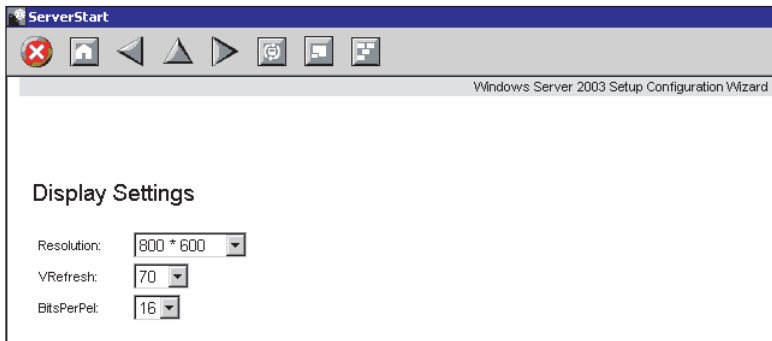 ServerStart
Windows Server 2003 Setup Configuration Wizard
Display Settings
Resolution: 800 * 600
VRefresh: 70
BitsPerPel: 16